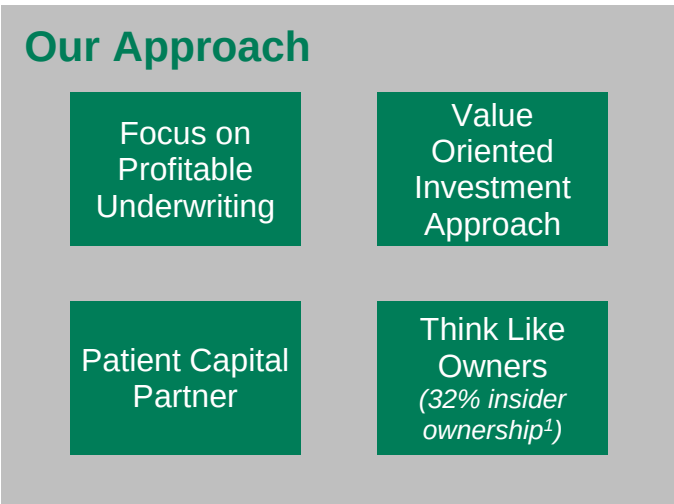 Our Approach
Focus on
Profitable
Underwriting
Value
Oriented
Investment
Approach
Patient Capital
Partner
Think Like
Owners
(32% insider
ownership¹)